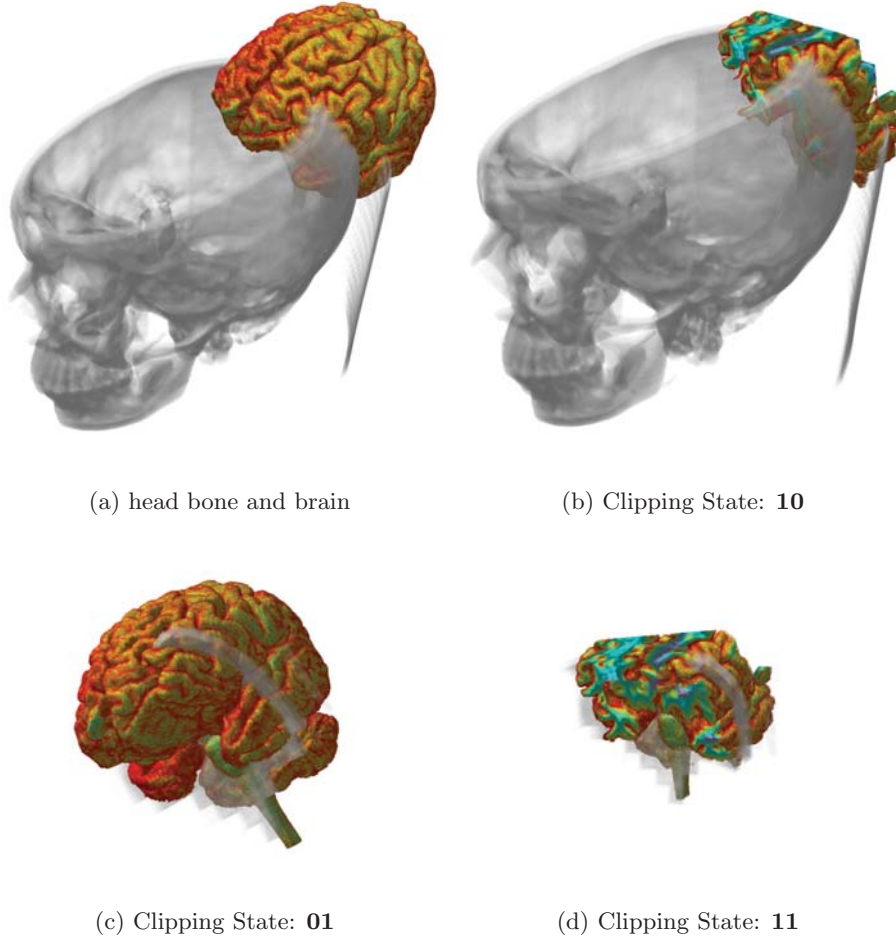 (a) head bone and brain
(b) Clipping State: 10
(c) Clipping State: 01
(d) Clipping State: 11